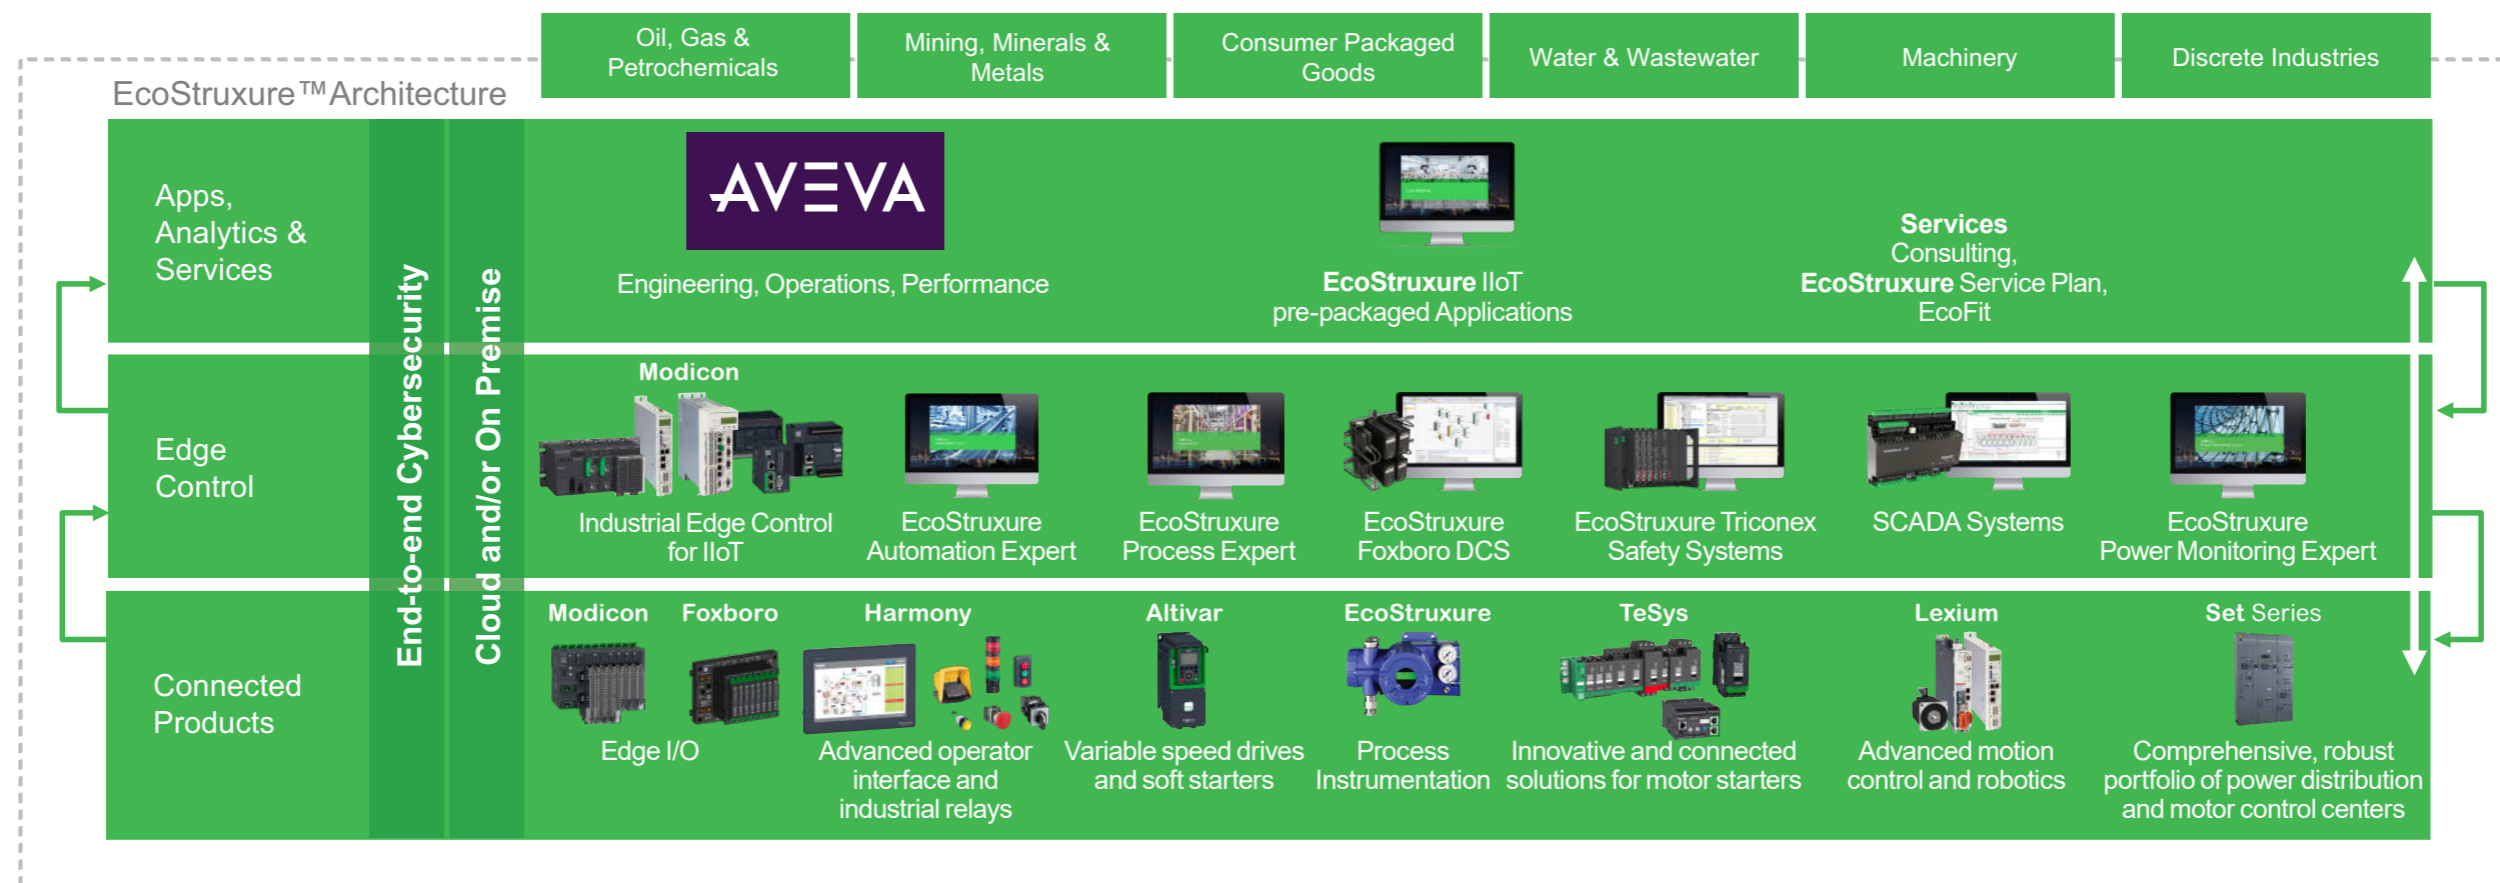 Oil, Gas &
Petrochemicals
Mining, Minerals &
Metals
Consumer Packaged
Goods
Water & Wastewater
Machinery
Discrete Industries
EcoStruxure™Architecture
Apps,
Analytics &
Services
End-to-end Cybersecurity
Cloud and/or On Premise
AVEVA
Engineering, Operations, Performance
EcoStruxure IIoT
pre-packaged Applications
Services
Consulting,
EcoStruxure Service Plan,
EcoFit
Edge
Control
Modicon
Industrial Edge Control
for IIoT
EcoStruxure
Automation Expert
EcoStruxure
Process Expert
EcoStruxure
Foxboro DCS
EcoStruxure Triconex
Safety Systems
SCADA Systems
EcoStruxure
Power Monitoring Expert
Connected
Products
Modicon
Foxboro
Edge I/O
Harmony
Advanced operator
interface and
industrial relays
Altivar
Variable speed drives
and soft starters
EcoStruxure
Process
Instrumentation
TeSys
Innovative and connected
solutions for motor starters
Lexium
Advanced motion
control and robotics
Set Series
Comprehensive, robust
portfolio of power distribution
and motor control centers